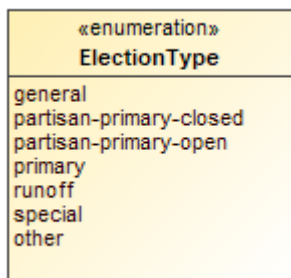 «enumeration»
ElectionType
general
partisan-primary-closed
partisan-primary-open
primary
runoff
special
other